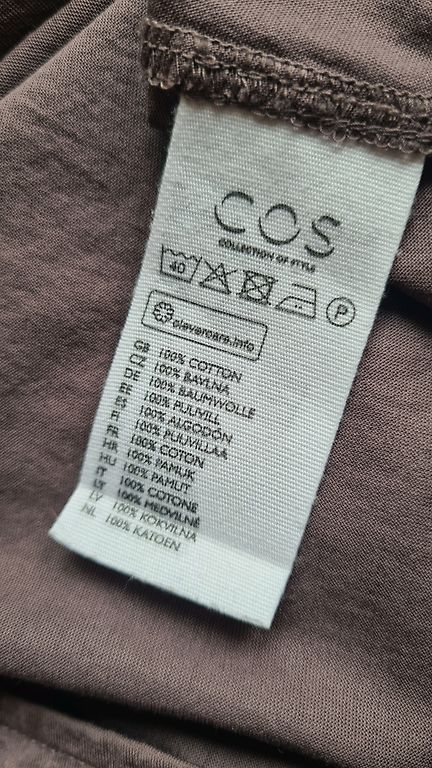 COS
COLLECTION OF STYLE
40 P
clevercare.info
GB 100% COTTON
CZ 100% BAVLNA
DE 100% BAUMWOLLE
EE 100% PUUVILL
ES 100% ALGODÓN
FI 100% PUUVILLAA
FR 100% COTON
HR 100% PAMUK
HU 100% PAMUT
IT 100% COTONE
LT 100% MEDVILNĖ
LV 100% KOKVILNA
NL 100% KATOEN